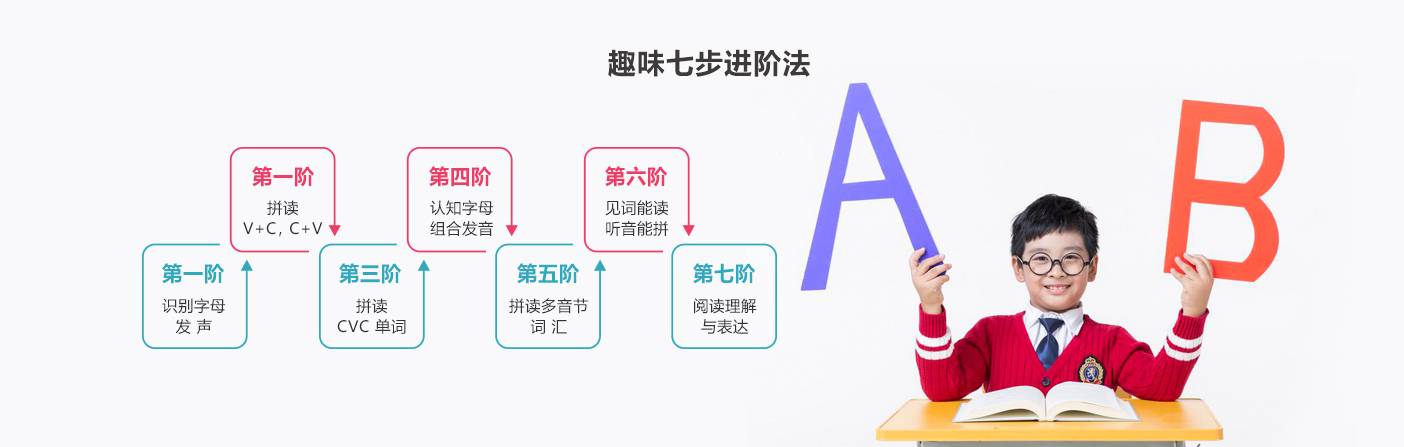 趣味七步进阶法
第一阶
识别字母
发 声
第一阶
拼读
V+C, C+V
第三阶
拼读
CVC 单词
第四阶
认知字母
组合发音
第五阶
拼读多音节
词 汇
第六阶
见词能读
听音能拼
第七阶
阅读理解
与表达
A
B